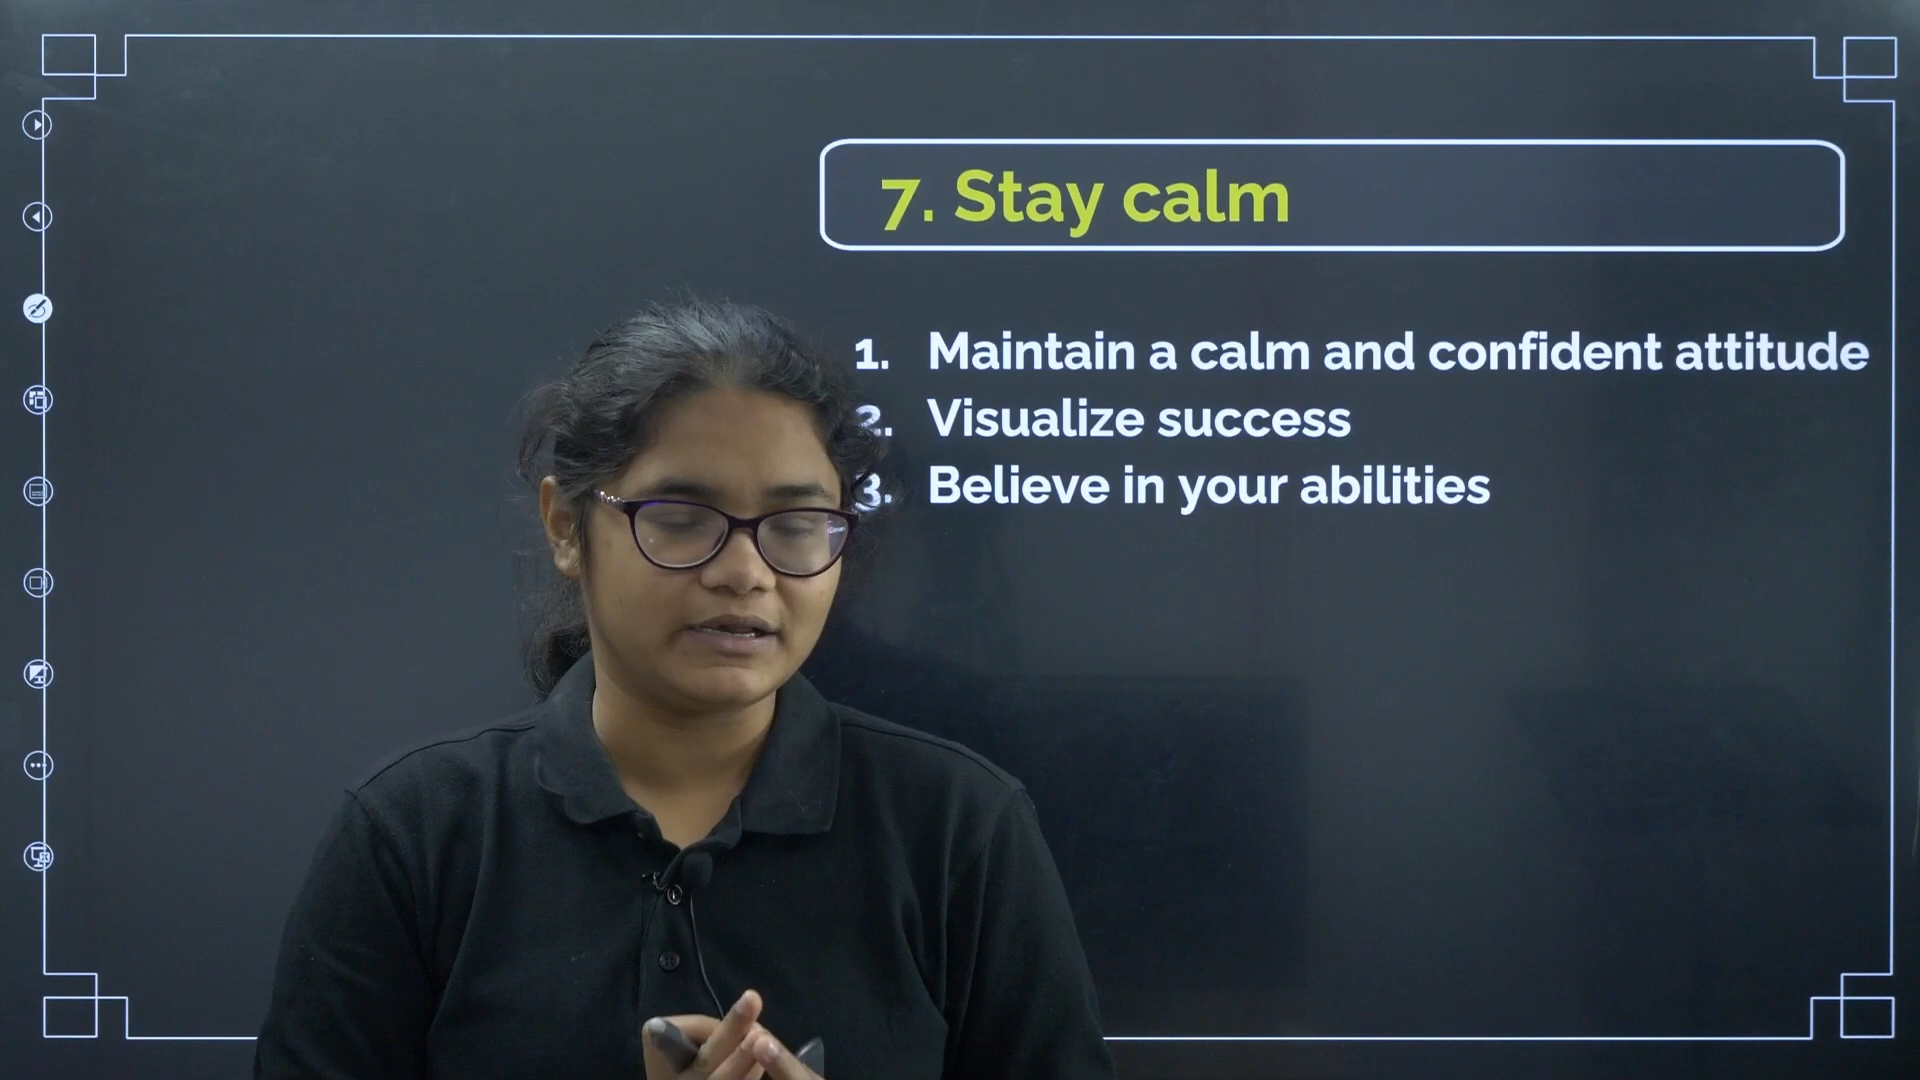 7. Stay calm
1. Maintain a calm and confident attitude
2. Visualize success
3. Believe in your abilities